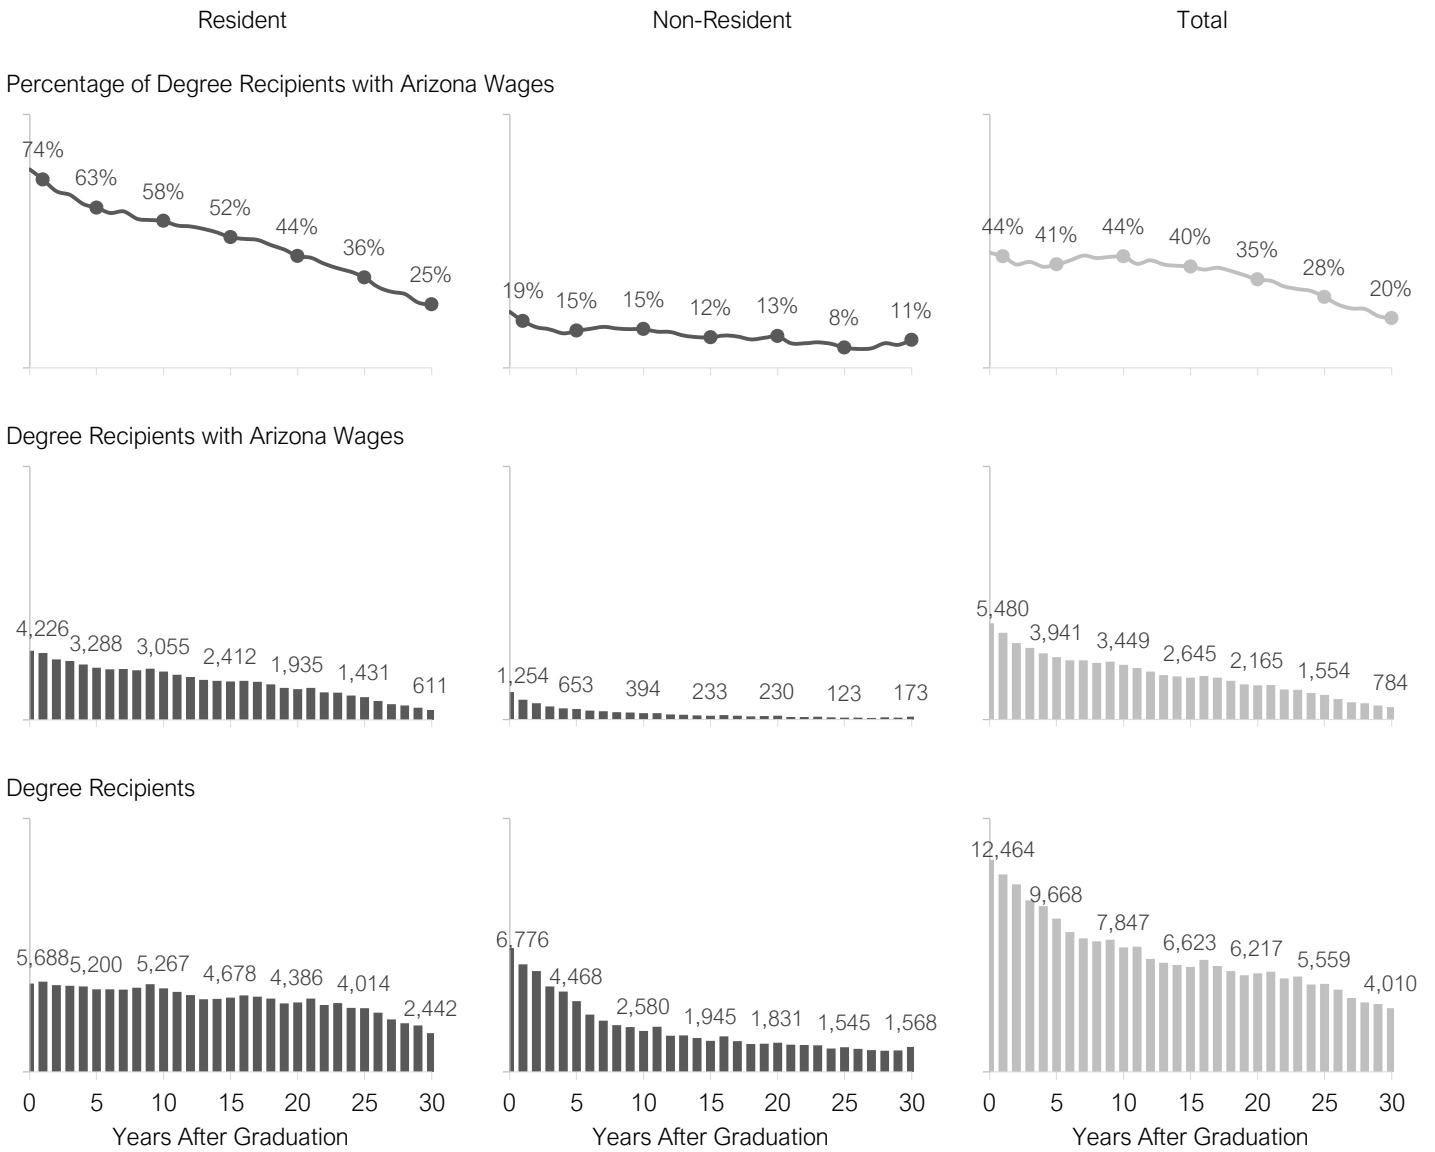 Resident Non-Resident Total
Percentage of Degree Recipients with Arizona Wages
74% 63% 58% 52% 44% 36% 25%
19% 15% 15% 12% 13% 8% 11%
44% 41% 44% 40% 35% 28% 20%
Degree Recipients with Arizona Wages
4,226 3,288 3,055 2,412 1,935 1,431 611
1,254 653 394 233 230 123 173
5,480 3,941 3,449 2,645 2,165 1,554 784
Degree Recipients
5,688 5,200 5,267 4,678 4,386 4,014 2,442
6,776 4,468 2,580 1,945 1,831 1,545 1,568
12,464 9,668 7,847 6,623 6,217 5,559 4,010
0 5 10 15 20 25 30
0 5 10 15 20 25 30
0 5 10 15 20 25 30
Years After Graduation Years After Graduation Years After Graduation